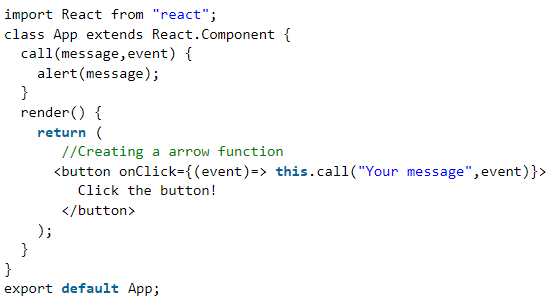 import React from "react";
class App extends React.Component {
  call(message,event) {
    alert(message);
  }
  render() {
    return (
       //Creating a arrow function
      <button onClick={(event)=> this.call("Your message",event)}>
         Click the button!
       </button>
    );
  }
}
export default App;